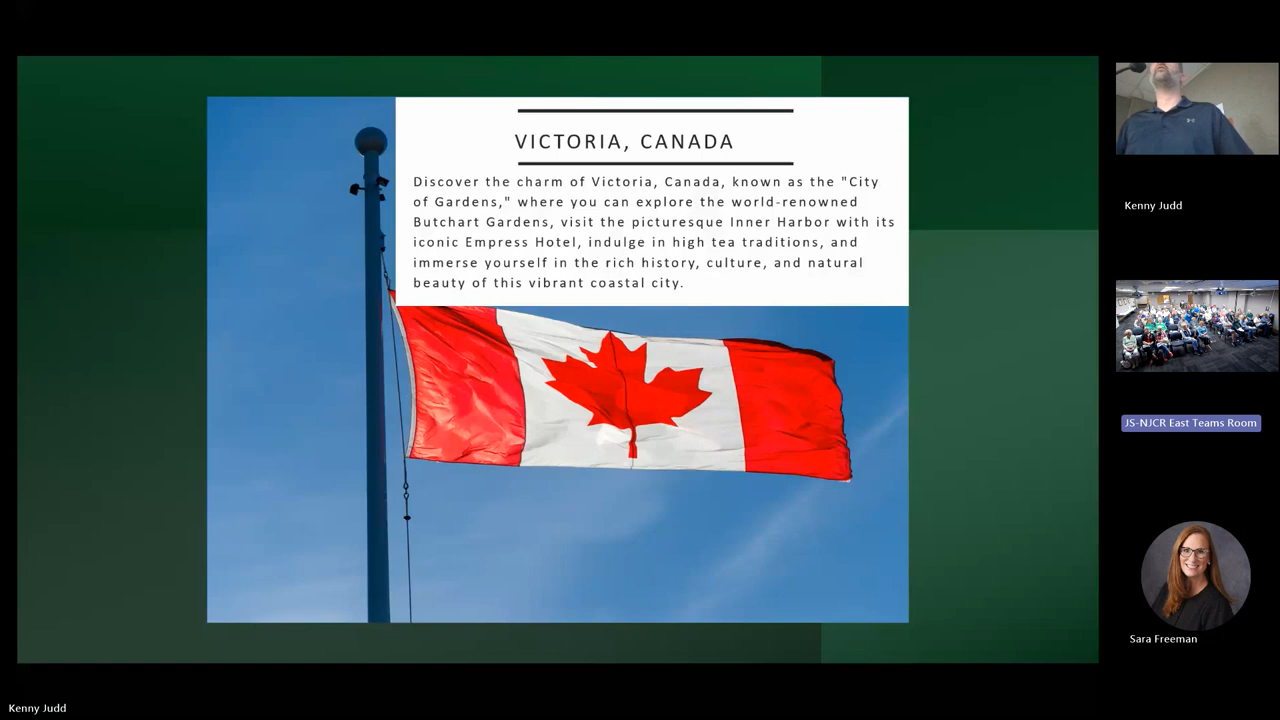 VICTORIA, CANADA
Discover the charm of Victoria, Canada, known as the "City
of Gardens," where you can explore the world-renowned
Butchart Gardens, visit the picturesque Inner Harbor with its
iconic Empress Hotel, indulge in high tea traditions, and
immerse yourself in the rich history, culture, and natural
beauty of this vibrant coastal city.
Kenny Judd
JS-NJCR East Teams Room
Sara Freeman
Kenny Judd